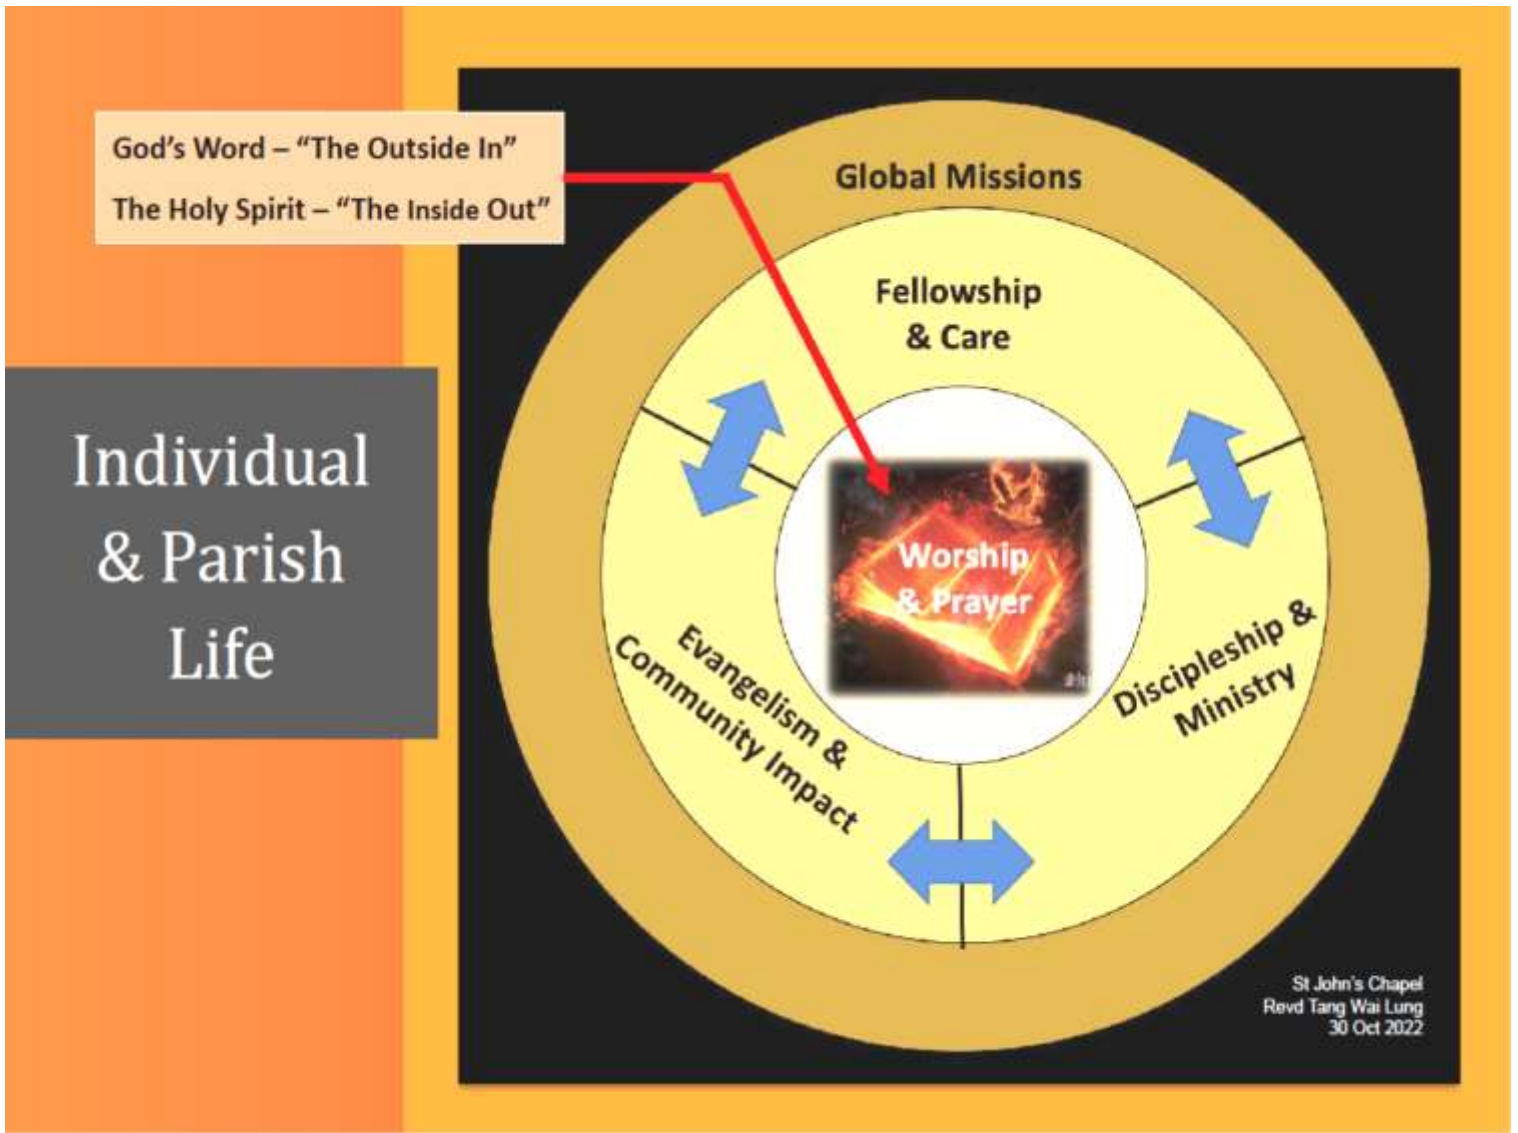 God's Word – “The Outside In”
The Holy Spirit – “The Inside Out”
Individual
& Parish
Life
Global Missions
Fellowship
& Care
Worship
& Prayer
Evangelism &
Community Impact
Discipleship &
Ministry
St John's Chapel
Revd Tang Wai Lung
30 Oct 2022